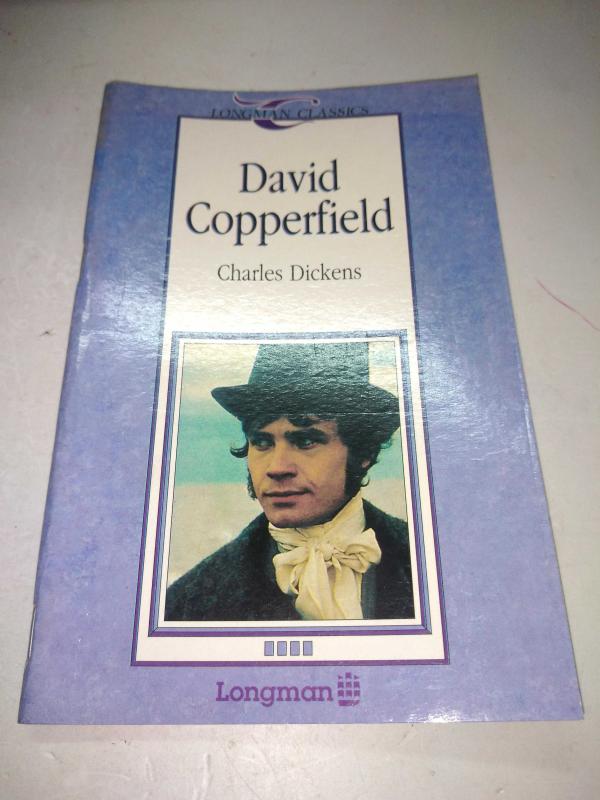 LONGMAN CLASSICS
David
Copperfield
Charles Dickens
Longman